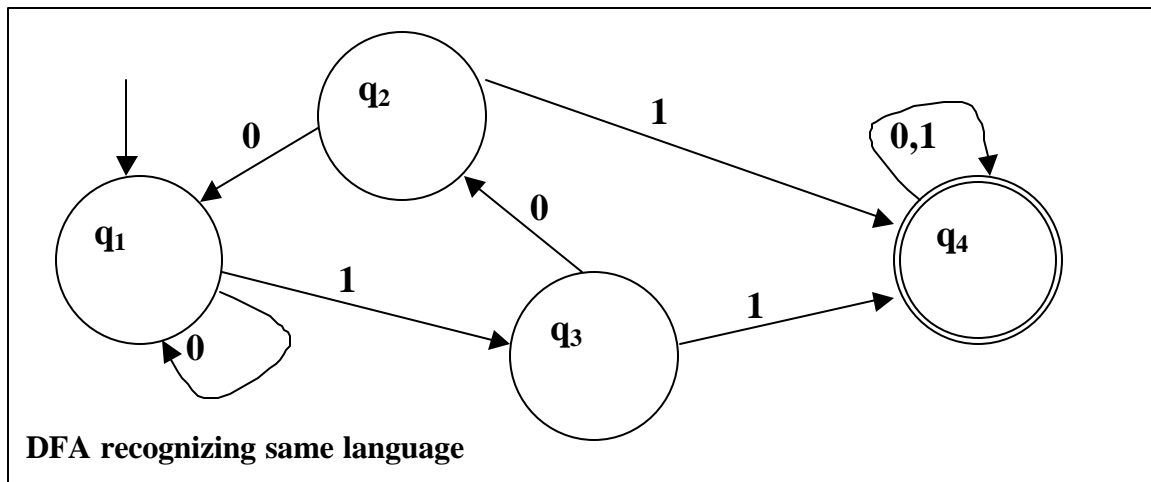 q₂
1
0,1
0
q₁
0
q₄
1
1
q₃
0
DFA recognizing same language